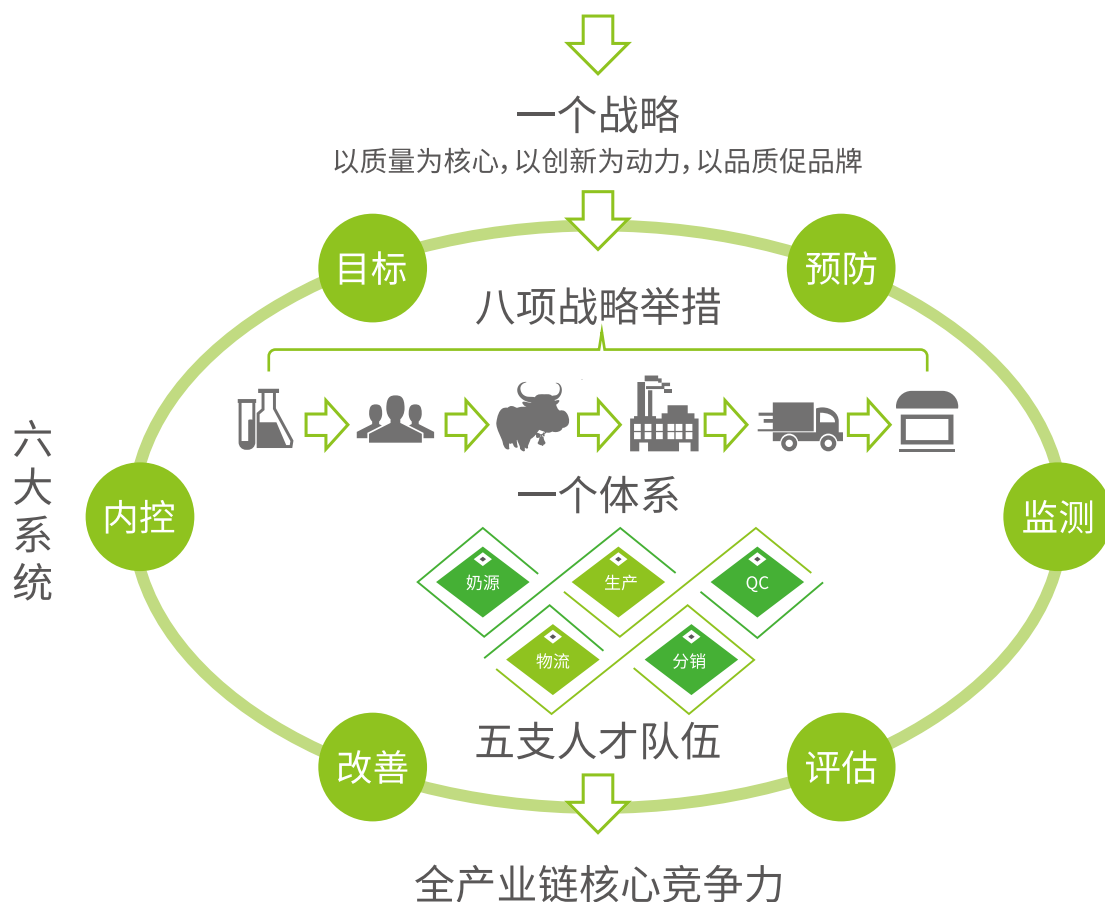 一个战略
以质量为核心，以创新为动力，以品质促品牌
目标
预防
八项战略举措
六大系统
内控
监测
一个体系
奶源
生产
QC
物流
分销
五支人才队伍
改善
评估
全产业链核心竞争力